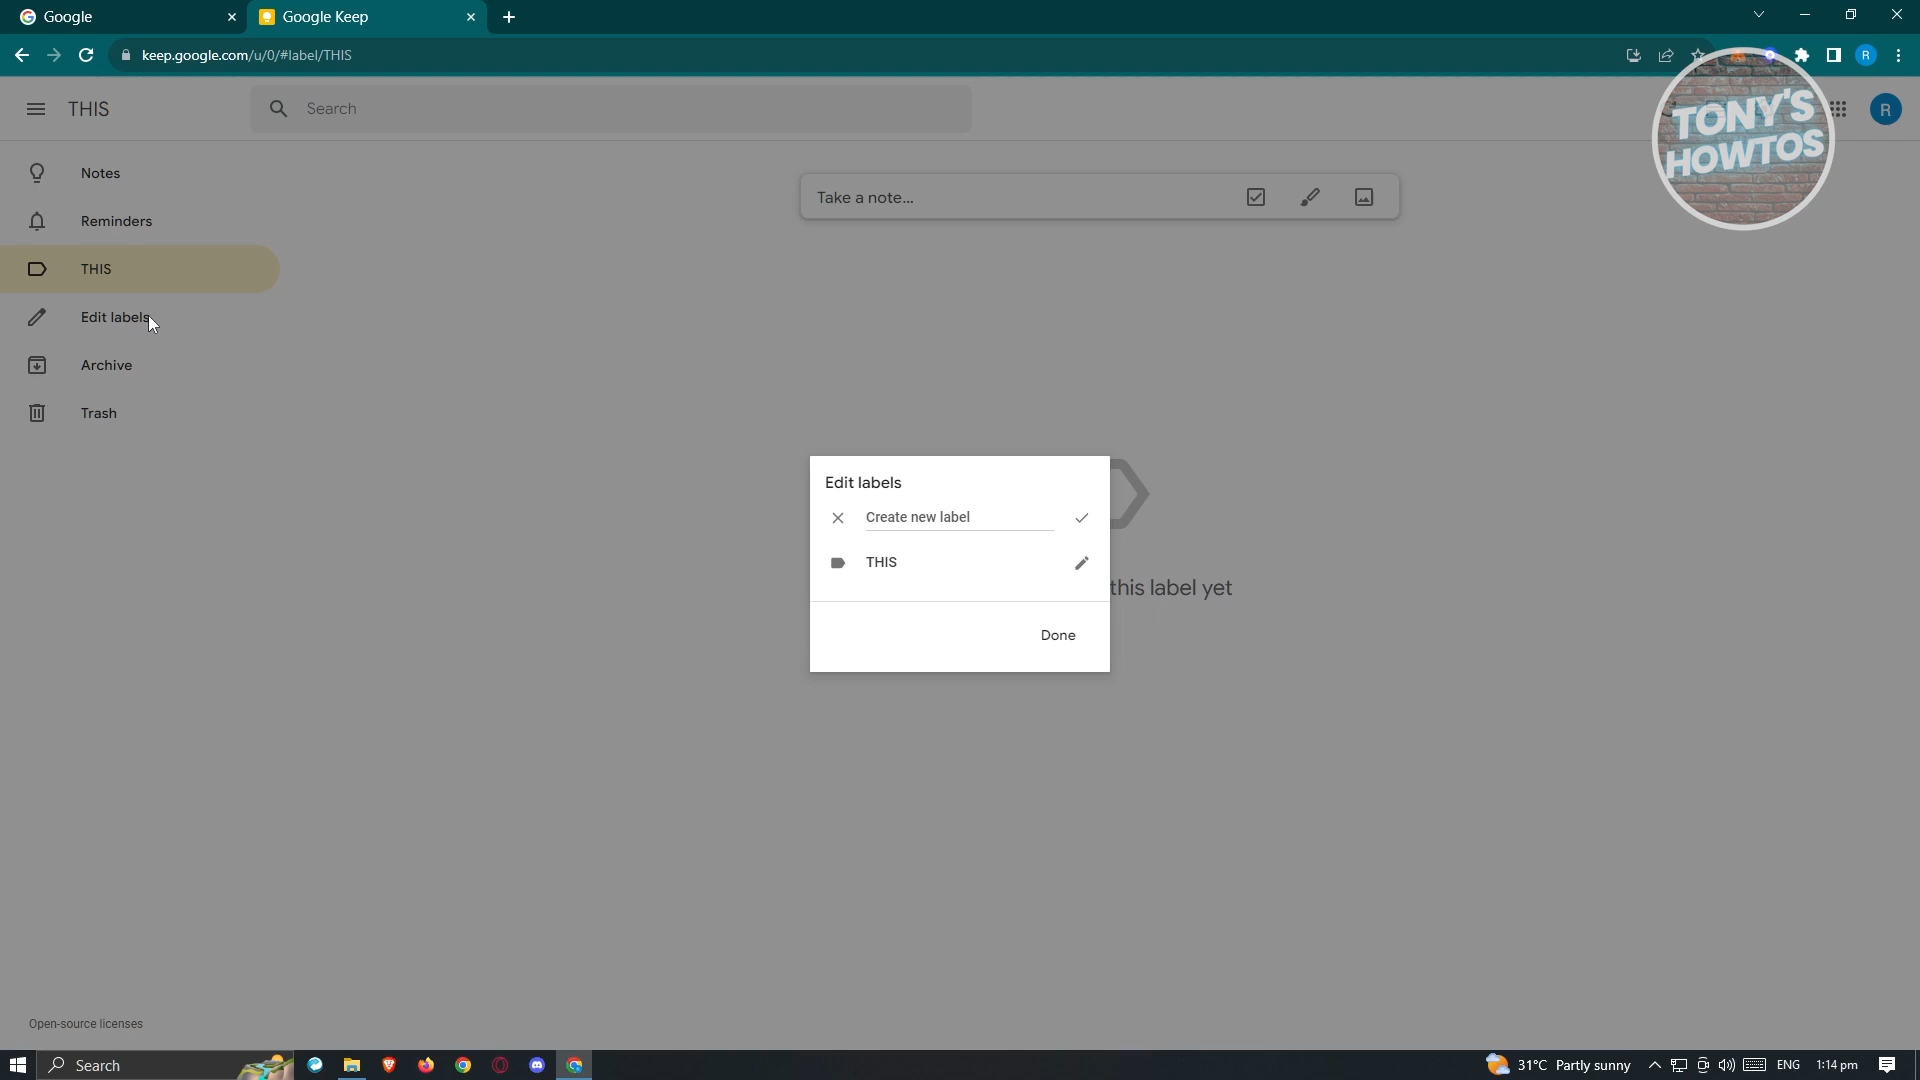 Google
Google Keep
keep.google.com/u/0/#label/THIS
R
THIS
Search
R
TONY'S
HOWTOS
Notes
Take a note...
Reminders
THIS
Edit labels
Archive
Trash
Edit labels
Create new label
THIS
this label yet
Done
Open-source licenses
Search
31°C Partly sunny
ENG
1:14 pm